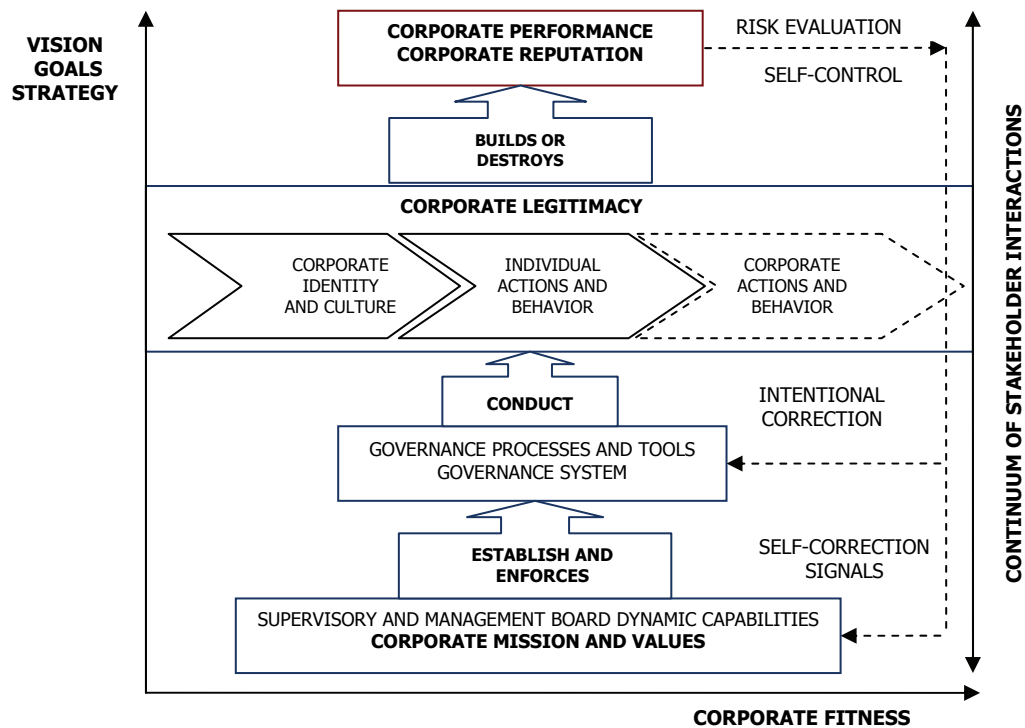 VISION
GOALS
STRATEGY
CORPORATE PERFORMANCE
CORPORATE REPUTATION
RISK EVALUATION
SELF-CONTROL
BUILDS OR
DESTROYS
CORPORATE LEGITIMACY
CORPORATE
IDENTITY
AND CULTURE
INDIVIDUAL
ACTIONS AND
BEHAVIOR
CORPORATE
ACTIONS AND
BEHAVIOR
CONDUCT
INTENTIONAL
CORRECTION
GOVERNANCE PROCESSES AND TOOLS
GOVERNANCE SYSTEM
ESTABLISH AND
ENFORCES
SELF-CORRECTION
SIGNALS
SUPERVISORY AND MANAGEMENT BOARD DYNAMIC CAPABILITIES
CORPORATE MISSION AND VALUES
CONTINUUM OF STAKEHOLDER INTERACTIONS
CORPORATE FITNESS